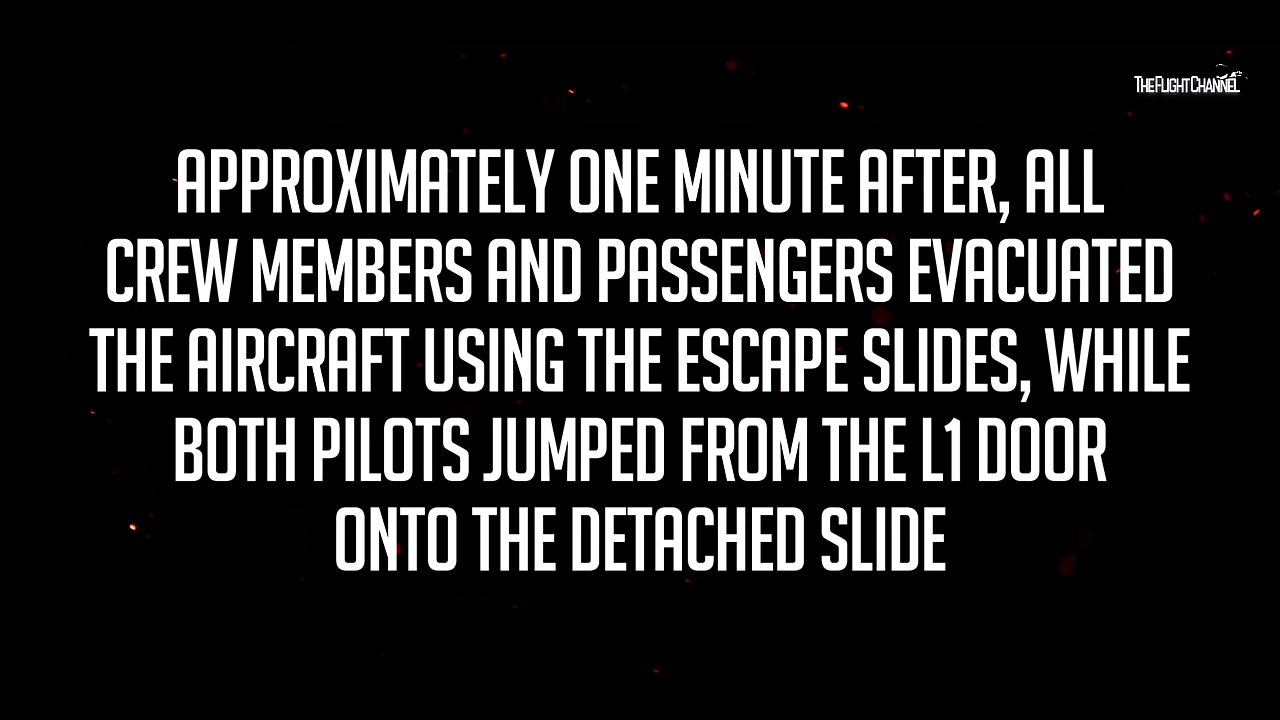 THEFLIGHTCHANNEL
APPROXIMATELY ONE MINUTE AFTER, ALL
CREW MEMBERS AND PASSENGERS EVACUATED
THE AIRCRAFT USING THE ESCAPE SLIDES, WHILE
BOTH PILOTS JUMPED FROM THE L1 DOOR
ONTO THE DETACHED SLIDE